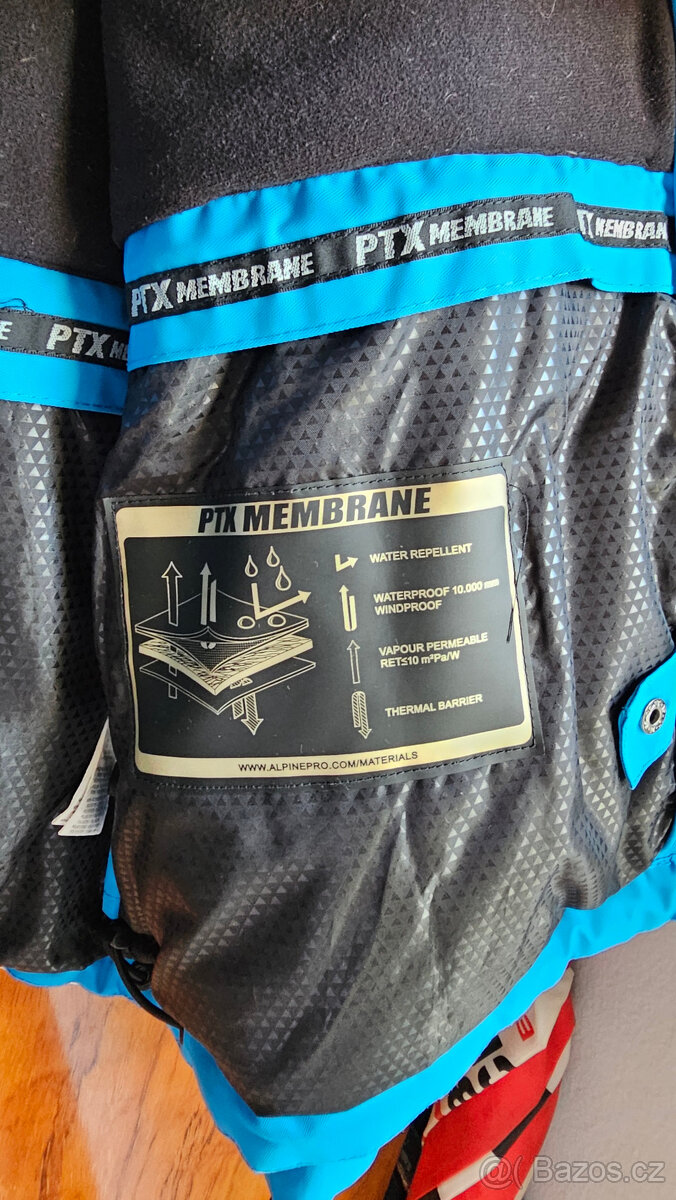 PTX MEMBRANE PTX MEMBRANE
PTX
PTX MEMBRANE
WATER REPELLENT
WATERPROOF 10.000 mm
WINDPROOF
VAPOUR PERMEABLE
RET≤10 m²Pa/W
THERMAL BARRIER
WWW.ALPINEPRO.COM/MATERIALS
@ Bazos.cz